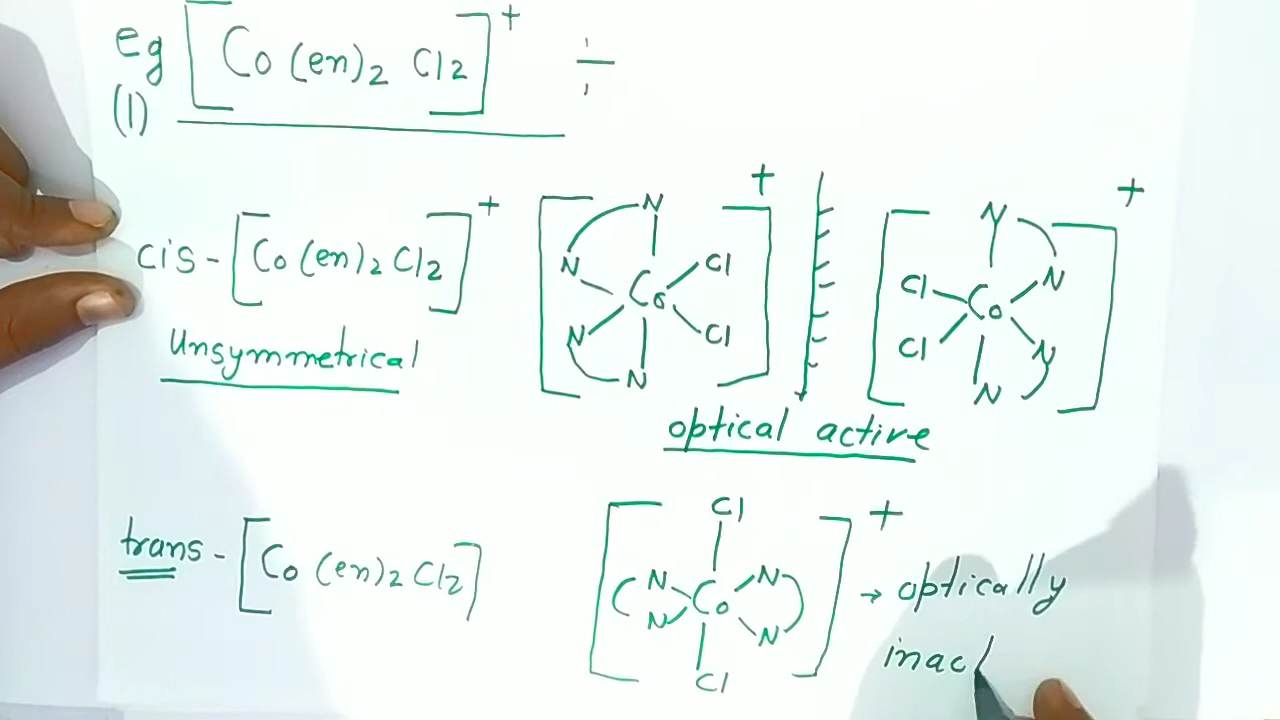 eg [Co (en)2 Cl2]+ ÷
(1)
cis - [Co (en)2 Cl2]+
Unsymmetrical
+
N
N
Co
Cl
Cl
N
N
+
N
Cl
N
Co
Cl
N
N
optical active
trans - [Co (en)2 Cl2]
+
Cl
N
N
Co
N
N
Cl
→ optically
inact